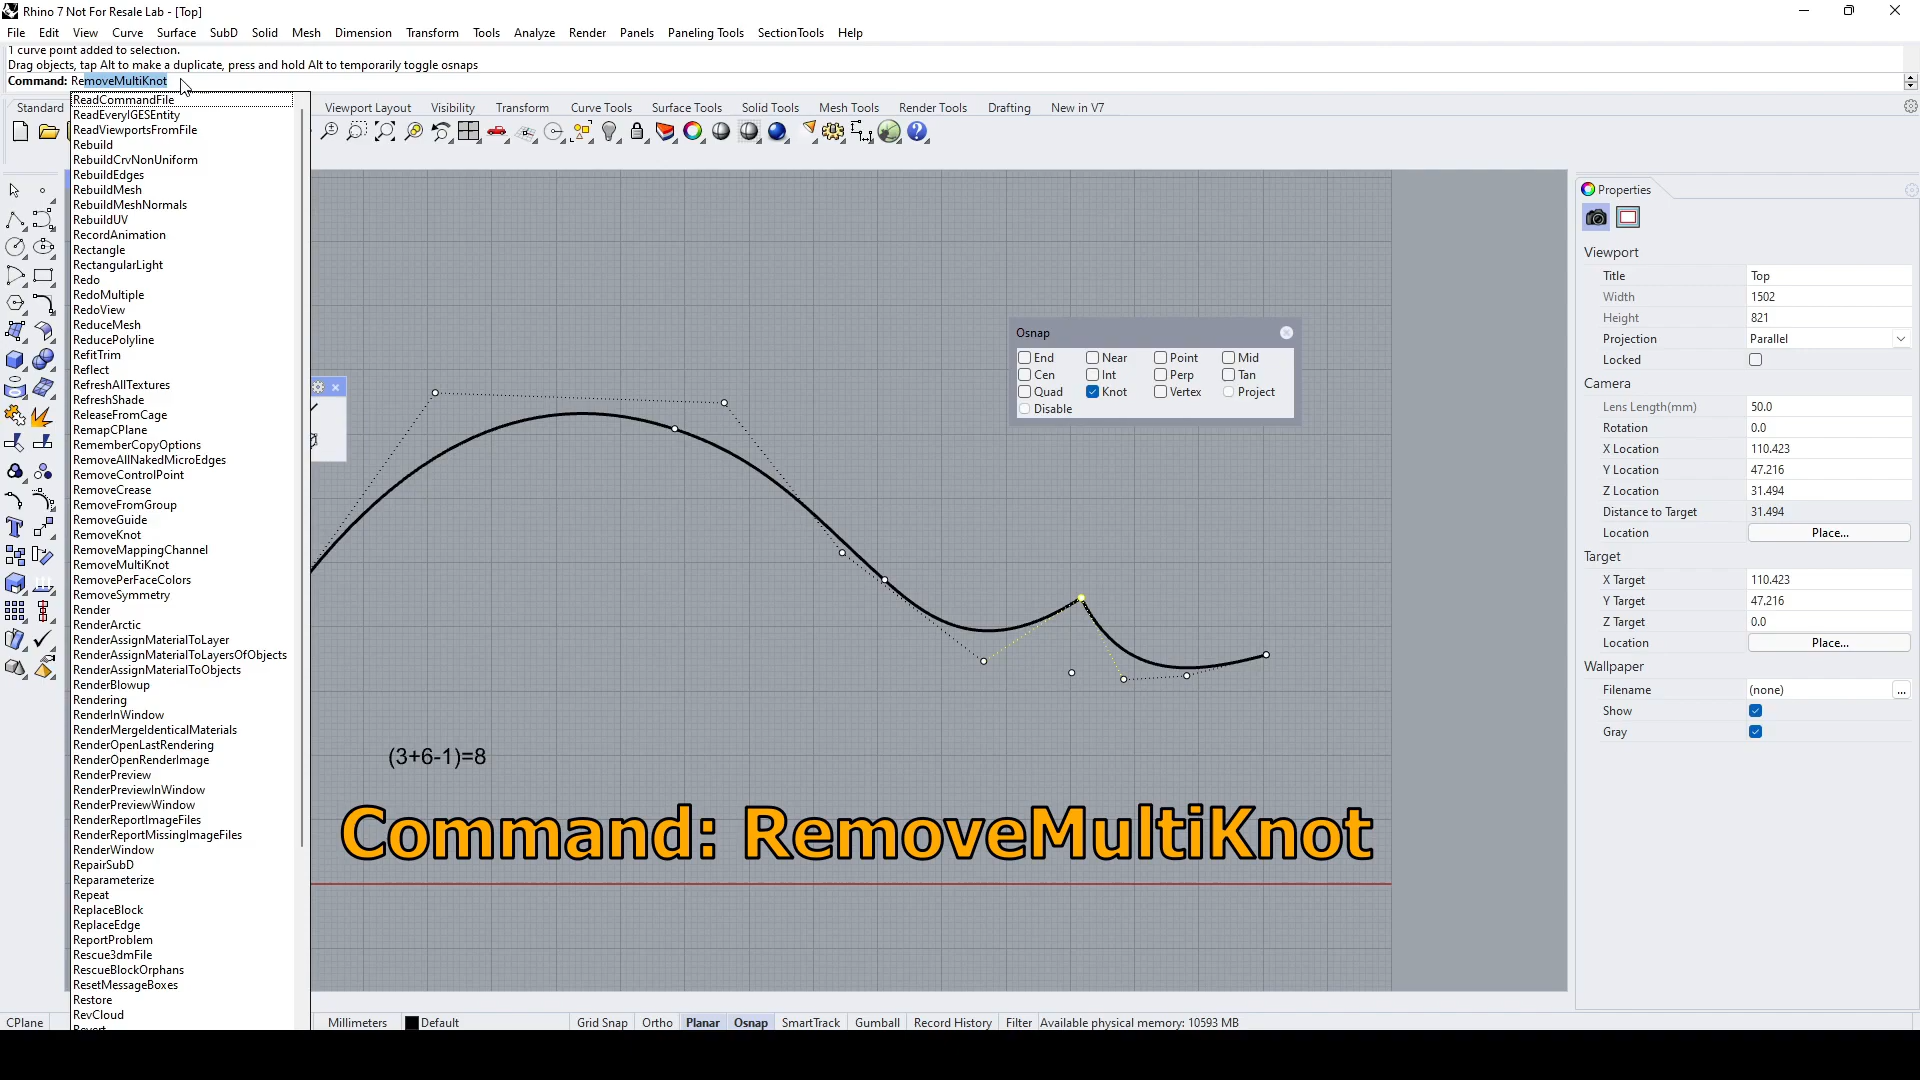 Rhino 7 Not For Resale Lab - [Top]
File Edit View Curve Surface SubD Solid Mesh Dimension Transform Tools Analyze Render Panels Paneling Tools SectionTools Help
1 curve point added to selection.
Drag objects, tap Alt to make a duplicate, press and hold Alt to temporarily toggle osnaps
Command: RemoveMultiKnot
Standard Viewport Layout Visibility Transform Curve Tools Surface Tools Solid Tools Mesh Tools Render Tools Drafting New in V7
ReadCommandFile
ReadEveryIGESEntity
ReadViewportsFromFile
Rebuild
RebuildCrvNonUniform
RebuildEdges
RebuildMesh
RebuildMeshNormals
RebuildUV
RecordAnimation
Rectangle
RectangularLight
Redo
RedoMultiple
RedoView
ReduceMesh
ReducePolyline
RefitTrim
Reflect
RefreshAllTextures
RefreshShade
ReleaseFromCage
RemapCPlane
RememberCopyOptions
RemoveAllNakedMicroEdges
RemoveControlPoint
RemoveCrease
RemoveFromGroup
RemoveGuide
RemoveKnot
RemoveMappingChannel
RemoveMultiKnot
RemovePerFaceColors
RemoveSymmetry
Render
RenderArctic
RenderAssignMaterialToLayer
RenderAssignMaterialToLayersOfObjects
RenderAssignMaterialToObjects
RenderBlowup
Rendering
RenderInWindow
RenderMergeIdenticalMaterials
RenderOpenLastRendering
RenderOpenRenderImage
RenderPreview
RenderPreviewInWindow
RenderPreviewWindow
RenderReportImageFiles
RenderReportMissingImageFiles
RenderWindow
RepairSubD
Reparameterize
Repeat
ReplaceBlock
ReplaceEdge
ReportProblem
Rescue3dmFile
RescueBlockOrphans
ResetMessageBoxes
Restore
RevCloud
Revert
Osnap
End Near Point Mid
Cen Int Perp Tan
Quad Knot Vertex Project
Disable
(3+6-1)=8
Command: RemoveMultiKnot
Properties
Viewport
Title Top
Width 1502
Height 821
Projection Parallel
Locked
Camera
Lens Length(mm) 50.0
Rotation 0.0
X Location 110.423
Y Location 47.216
Z Location 31.494
Distance to Target 31.494
Location Place...
Target
X Target 110.423
Y Target 47.216
Z Target 0.0
Location Place...
Wallpaper
Filename (none) ...
Show
Gray
CPlane Millimeters Default Grid Snap Ortho Planar Osnap SmartTrack Gumball Record History Filter Available physical memory: 10593 MB